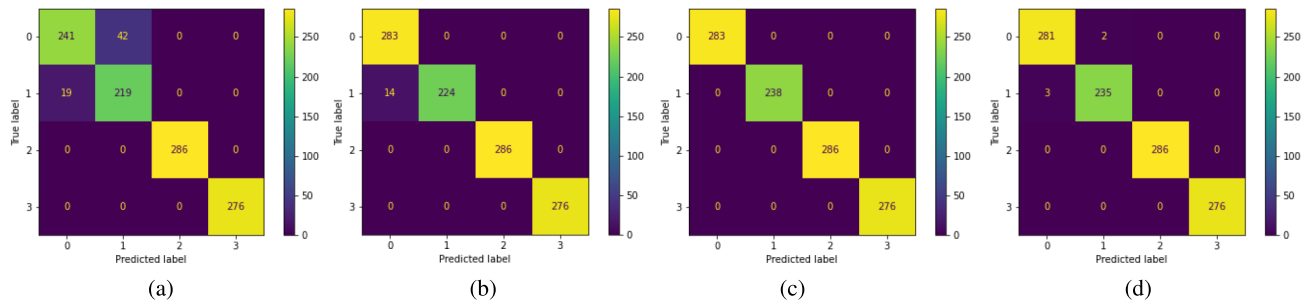 0 241 42 0 0
1 19 219 0 0
2 0 0 286 0
3 0 0 0 276
0 1 2 3
True label
Predicted label
250
200
150
100
50
0
(a)
0 283 0 0 0
1 14 224 0 0
2 0 0 286 0
3 0 0 0 276
0 1 2 3
True label
Predicted label
250
200
150
100
50
0
(b)
0 283 0 0 0
1 0 238 0 0
2 0 0 286 0
3 0 0 0 276
0 1 2 3
True label
Predicted label
250
200
150
100
50
0
(c)
0 281 2 0 0
1 3 235 0 0
2 0 0 286 0
3 0 0 0 276
0 1 2 3
True label
Predicted label
250
200
150
100
50
0
(d)